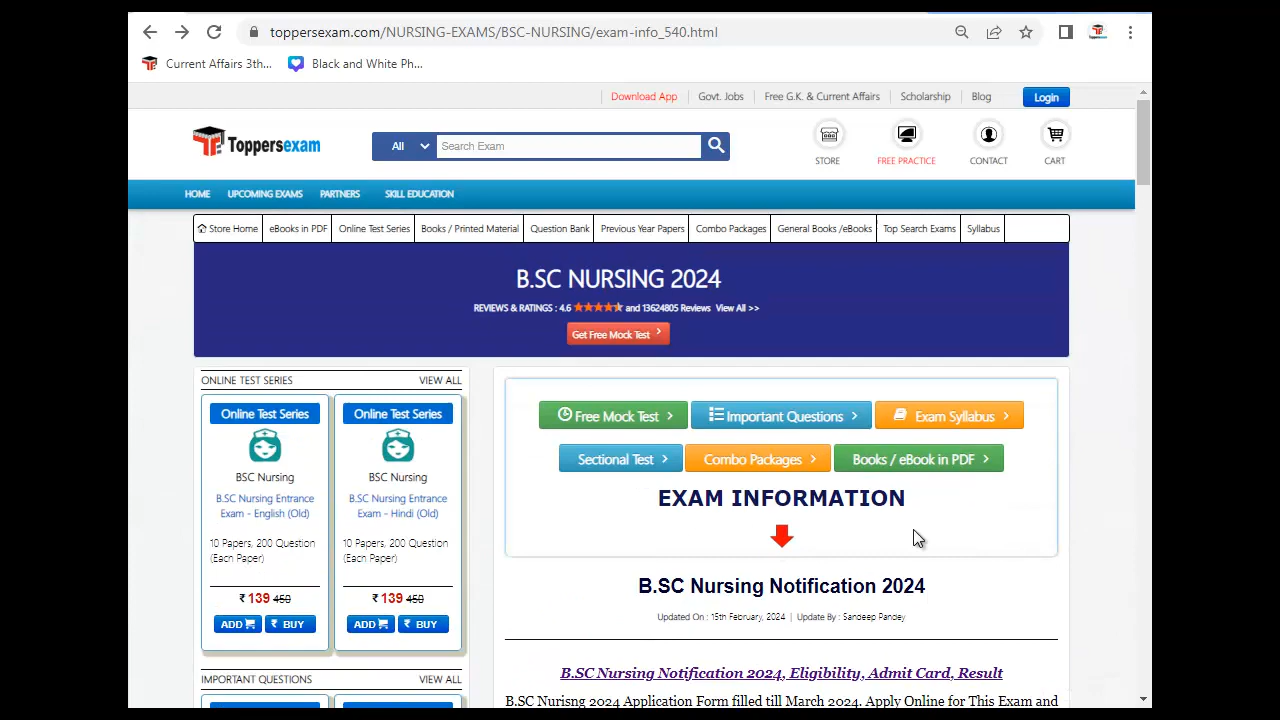 toppersexam.com/NURSING-EXAMS/BSC-NURSING/exam-info_540.html
Current Affairs 3th... Black and White Ph...
Download App Govt. Jobs Free G.K. & Current Affairs Scholarship Blog Login
Toppersexam All Search Exam
STORE FREE PRACTICE CONTACT CART
HOME UPCOMING EXAMS PARTNERS SKILL EDUCATION
Store Home eBooks in PDF Online Test Series Books / Printed Material Question Bank Previous Year Papers Combo Packages General Books /eBooks Top Search Exams Syllabus
B.SC NURSING 2024
REVIEWS & RATINGS : 4.6 and 13624805 Reviews View All >>
Get Free Mock Test
ONLINE TEST SERIES VIEW ALL
Online Test Series
BSC Nursing
B.SC Nursing Entrance
Exam - English (Old)
10 Papers, 200 Question
(Each Paper)
₹ 139 450
ADD ₹ BUY
Online Test Series
BSC Nursing
B.SC Nursing Entrance
Exam - Hindi (Old)
10 Papers, 200 Question
(Each Paper)
₹ 139 450
ADD ₹ BUY
IMPORTANT QUESTIONS VIEW ALL
Free Mock Test Important Questions Exam Syllabus
Sectional Test Combo Packages Books / eBook in PDF
EXAM INFORMATION
B.SC Nursing Notification 2024
Updated On : 15th February, 2024 | Update By : Sandeep Pandey
B.SC Nursing Notification 2024, Eligibility, Admit Card, Result
B.SC Nurisng 2024 Application Form filled till March 2024. Apply Online for This Exam and